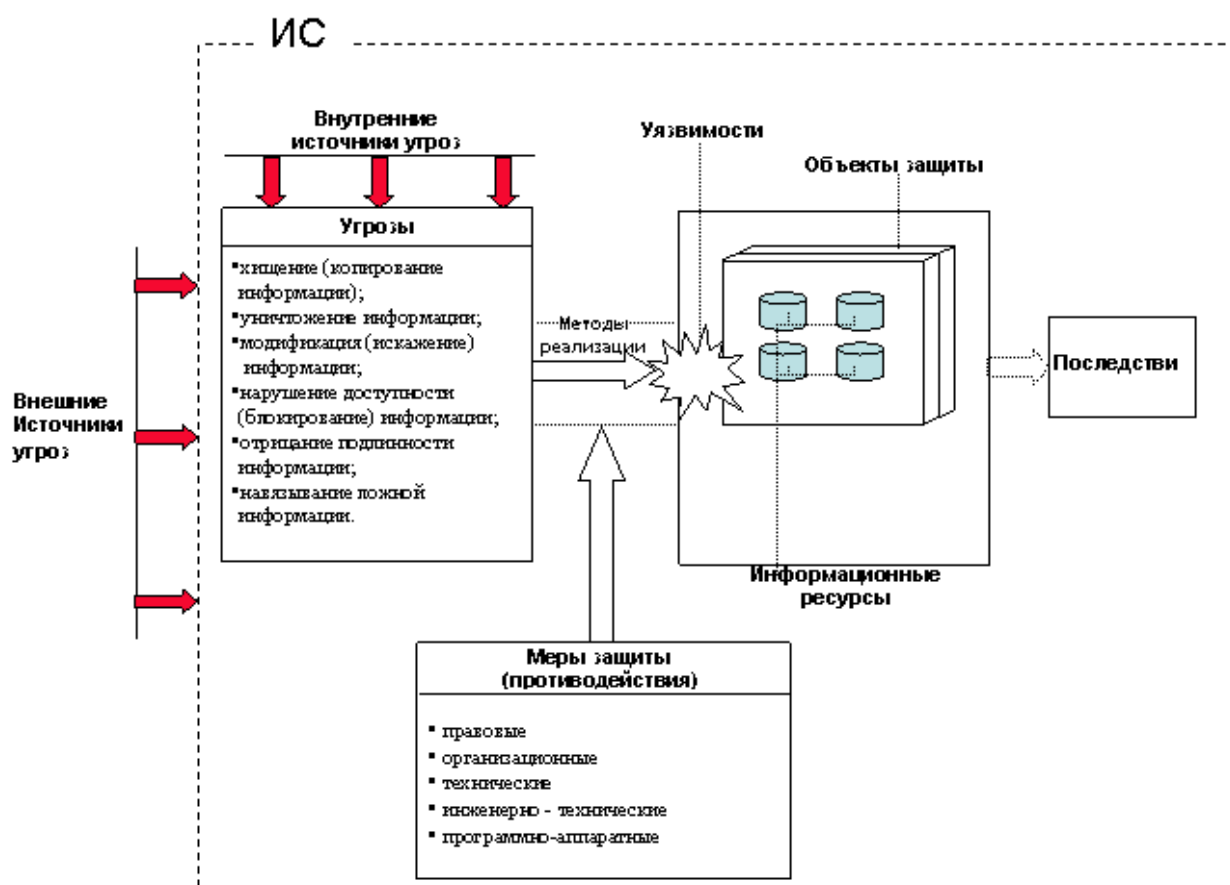 ИС
Внутренние
источники угроз
Уязвимости
Объекты защиты
Угрозы
▪хищение (копирование
информации);
▪уничтожение информации;
▪модификация (искажение)
информации;
▪нарушение доступности
(блокирование) информации;
▪отрицание подлинности
информации;
▪навязывание ложной
информации.
Методы
реализации
Последстви
Внешние
Источники
угроз
Информационные
ресурсы
Меры защиты
(противодействия)
▪ правовые
▪ организационные
▪ технические
▪ инженерно - технические
▪ программно-аппаратные